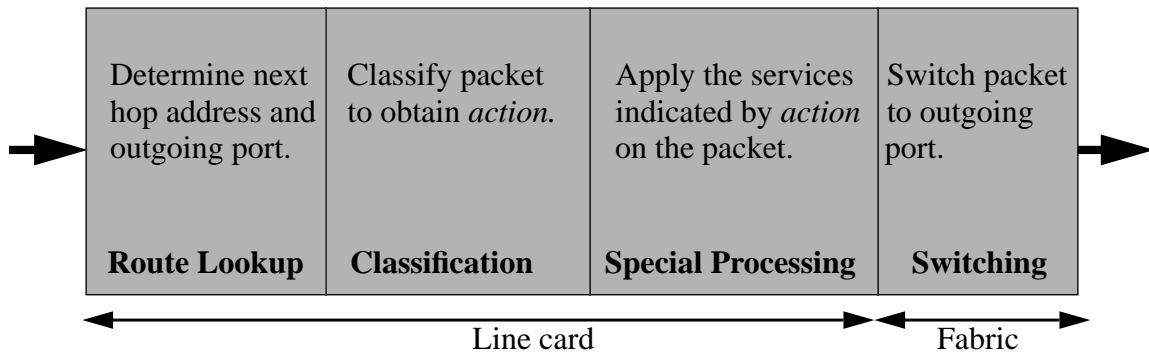 Determine next
hop address and
outgoing port.
Route Lookup
Classify packet
to obtain action.
Classification
Apply the services
indicated by action
on the packet.
Special Processing
Switch packet
to outgoing
port.
Switching
Line card
Fabric